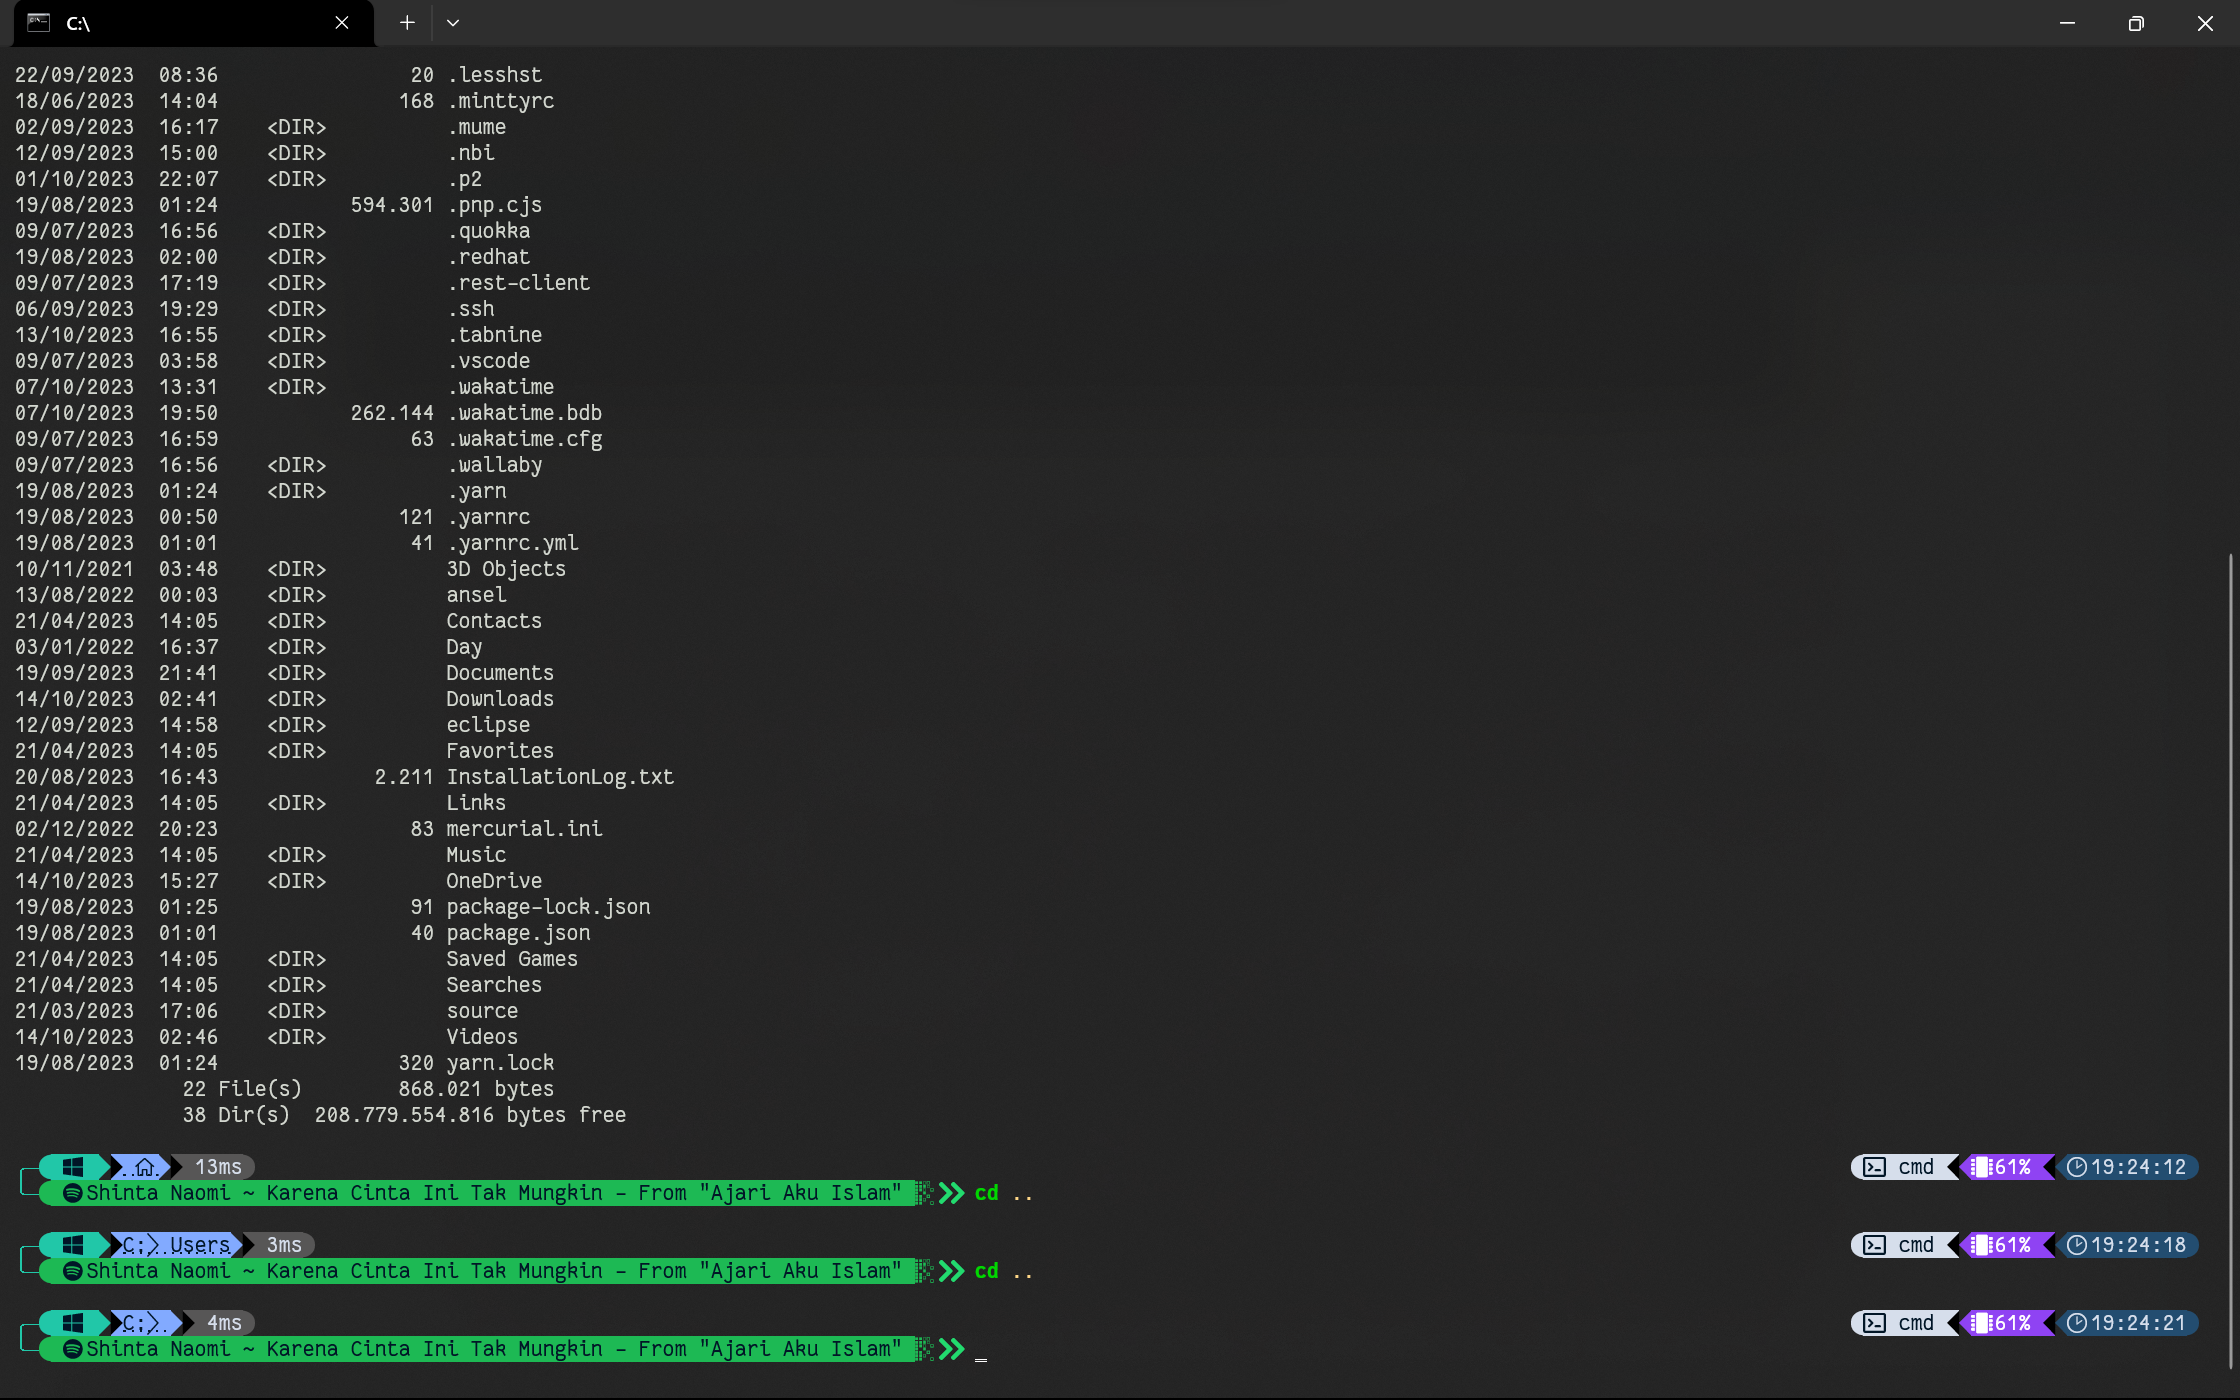 C:\
22/09/2023  08:36                20 .lesshst
18/06/2023  14:04               168 .minttyrc
02/09/2023  16:17    <DIR>          .mume
12/09/2023  15:00    <DIR>          .nbi
01/10/2023  22:07    <DIR>          .p2
19/08/2023  01:24           594.301 .pnp.cjs
09/07/2023  16:56    <DIR>          .quokka
19/08/2023  02:00    <DIR>          .redhat
09/07/2023  17:19    <DIR>          .rest-client
06/09/2023  19:29    <DIR>          .ssh
13/10/2023  16:55    <DIR>          .tabnine
09/07/2023  03:58    <DIR>          .vscode
07/10/2023  13:31    <DIR>          .wakatime
07/10/2023  19:50           262.144 .wakatime.bdb
09/07/2023  16:59                63 .wakatime.cfg
09/07/2023  16:56    <DIR>          .wallaby
19/08/2023  01:24    <DIR>          .yarn
19/08/2023  00:50               121 .yarnrc
19/08/2023  01:01                41 .yarnrc.yml
10/11/2021  03:48    <DIR>          3D Objects
13/08/2022  00:03    <DIR>          ansel
21/04/2023  14:05    <DIR>          Contacts
03/01/2022  16:37    <DIR>          Day
19/09/2023  21:41    <DIR>          Documents
14/10/2023  02:41    <DIR>          Downloads
12/09/2023  14:58    <DIR>          eclipse
21/04/2023  14:05    <DIR>          Favorites
20/08/2023  16:43             2.211 InstallationLog.txt
21/04/2023  14:05    <DIR>          Links
02/12/2022  20:23                83 mercurial.ini
21/04/2023  14:05    <DIR>          Music
14/10/2023  15:27    <DIR>          OneDrive
19/08/2023  01:25                91 package-lock.json
19/08/2023  01:01                40 package.json
21/04/2023  14:05    <DIR>          Saved Games
21/04/2023  14:05    <DIR>          Searches
21/03/2023  17:06    <DIR>          source
14/10/2023  02:46    <DIR>          Videos
19/08/2023  01:24               320 yarn.lock
22 File(s)        868.021 bytes
38 Dir(s)  208.779.554.816 bytes free
13ms cmd 61% 19:24:12
Shinta Naomi ~ Karena Cinta Ini Tak Mungkin - From "Ajari Aku Islam" cd ..
C: Users 3ms cmd 61% 19:24:18
Shinta Naomi ~ Karena Cinta Ini Tak Mungkin - From "Ajari Aku Islam" cd ..
C: 4ms cmd 61% 19:24:21
Shinta Naomi ~ Karena Cinta Ini Tak Mungkin - From "Ajari Aku Islam" _